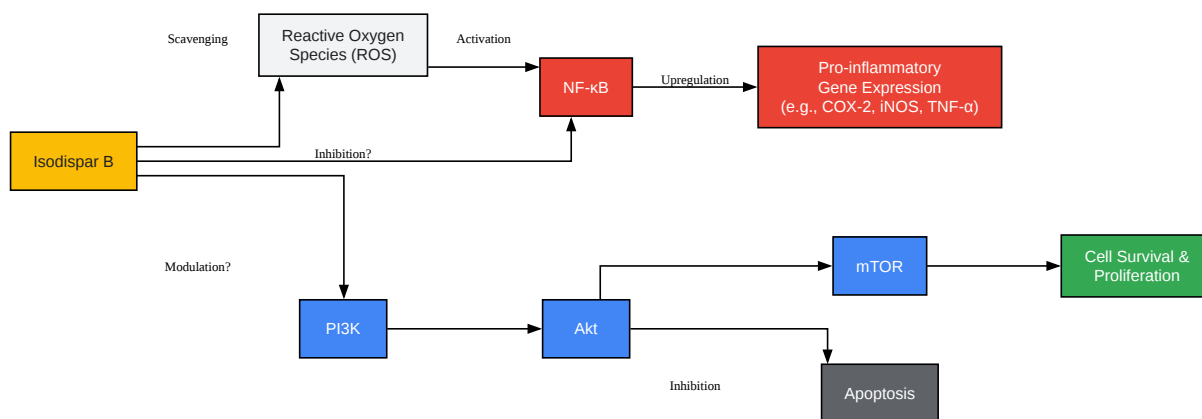 Scavenging
Reactive Oxygen
Species (ROS)
Activation
NF-κB
Upregulation
Pro-inflammatory
Gene Expression
(e.g., COX-2, iNOS, TNF-α)
Isodispar B
Inhibition?
Modulation?
PI3K
Akt
mTOR
Cell Survival &
Proliferation
Inhibition
Apoptosis